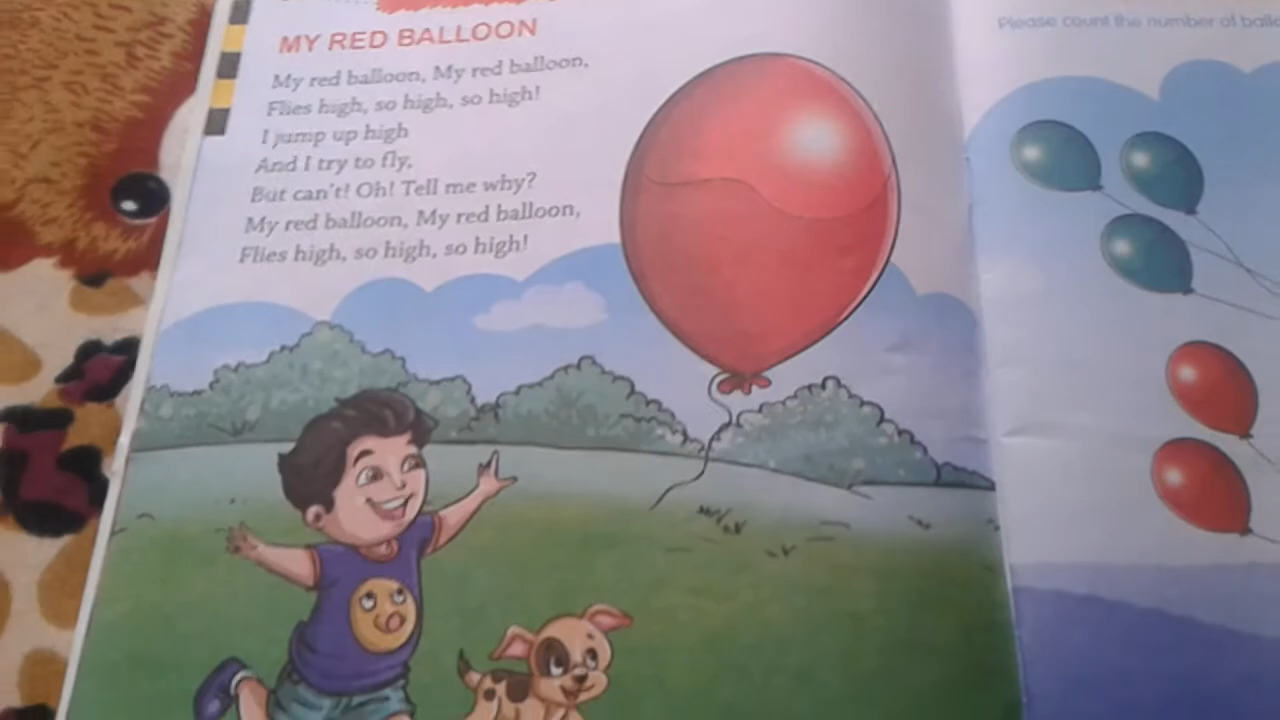 MY RED BALLOON
My red balloon, My red balloon,
Flies high, so high, so high!
I jump up high
And I try to fly,
But can't! Oh! Tell me why?
My red balloon, My red balloon,
Flies high, so high, so high!
Please count the number of